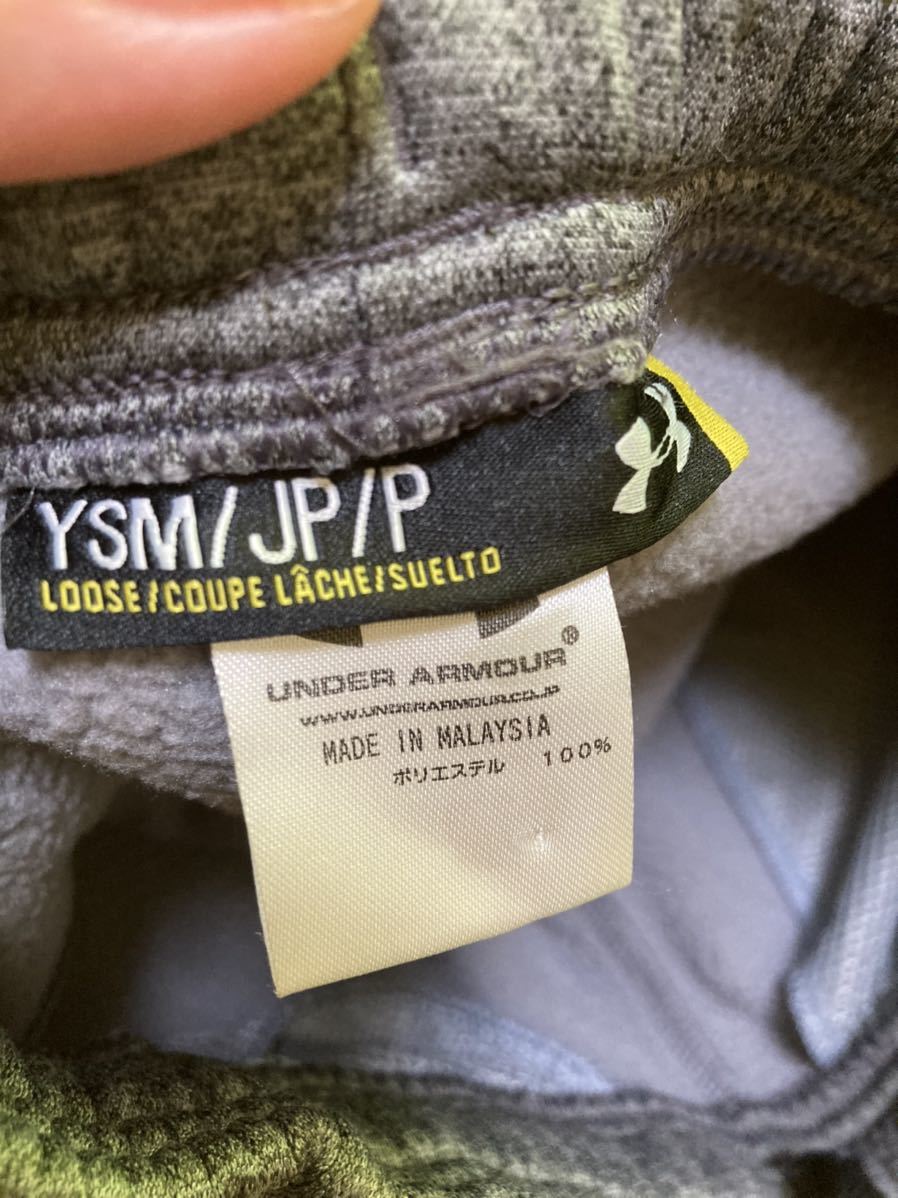 YSM/JP/P
LOOSE/COUPE LÂCHE/SUELTO
UNDER ARMOUR®
WWW.UNDERARMOUR.CO.JP
MADE IN MALAYSIA
ポリエステル 100%